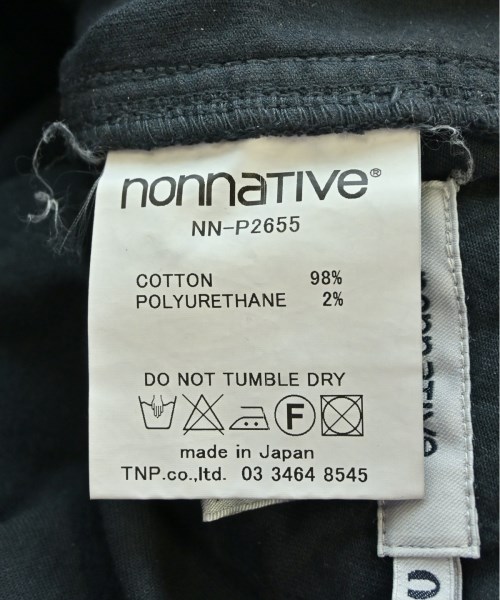 nonnative®
NN-P2655
COTTON 98%
POLYURETHANE 2%
DO NOT TUMBLE DRY
F
made in Japan
TNP.co.,ltd. 03 3464 8545